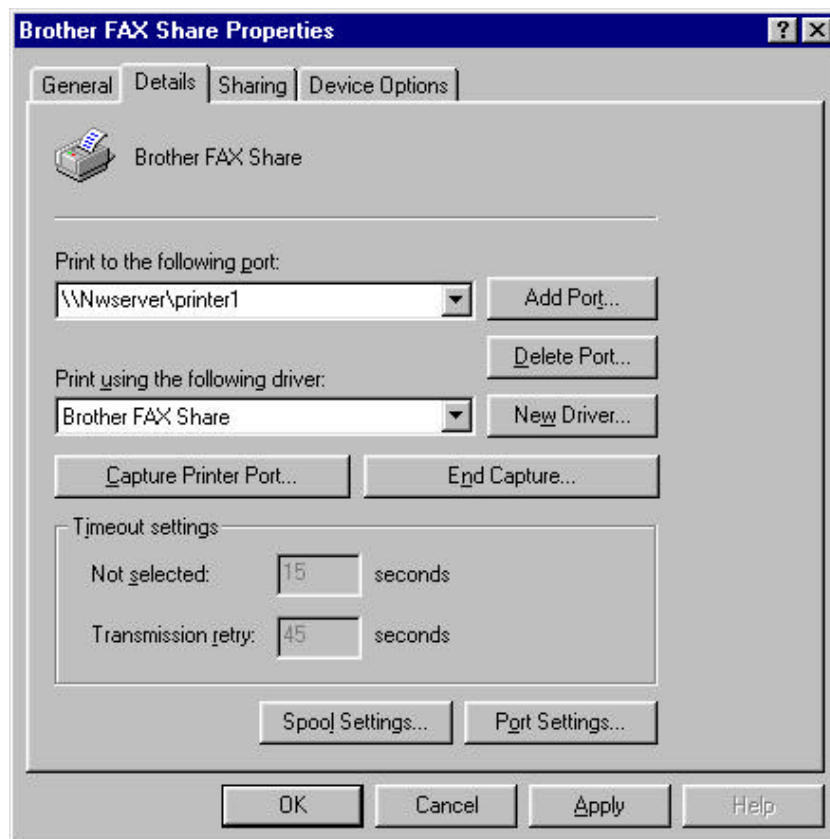 Brother FAX Share Properties
General Details Sharing Device Options
Brother FAX Share
Print to the following port:
\\Nwserver\printer1 Add Port...
Delete Port...
Print using the following driver:
Brother FAX Share New Driver...
Capture Printer Port... End Capture...
Timeout settings
Not selected: 15 seconds
Transmission retry: 45 seconds
Spool Settings... Port Settings...
OK Cancel Apply Help